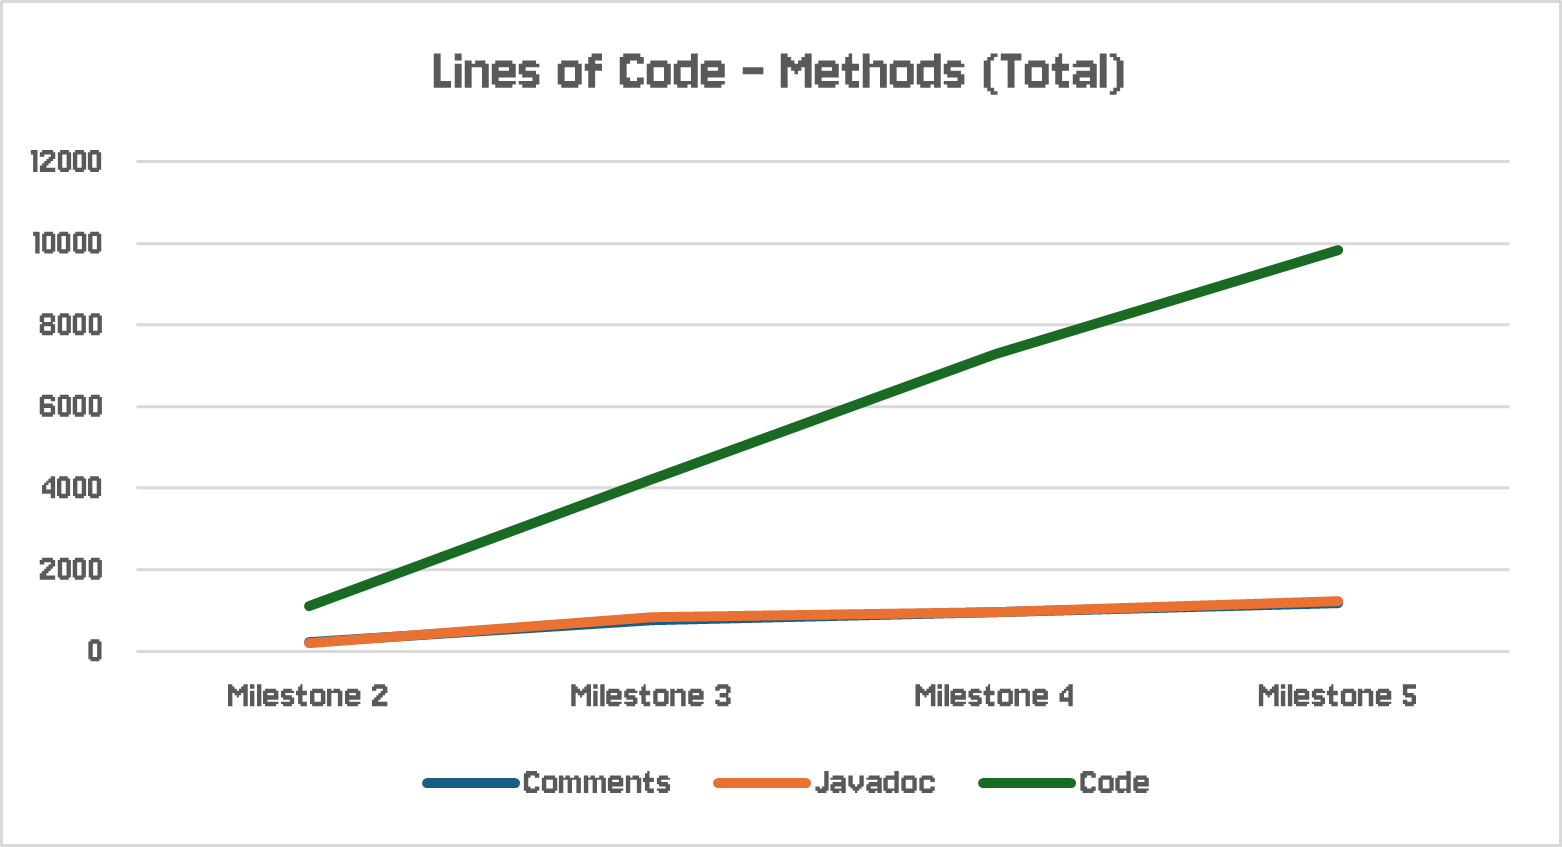 Lines of Code - Methods (Total)
12000
10000
8000
6000
4000
2000
0
Milestone 2 Milestone 3 Milestone 4 Milestone 5
Comments Javadoc Code